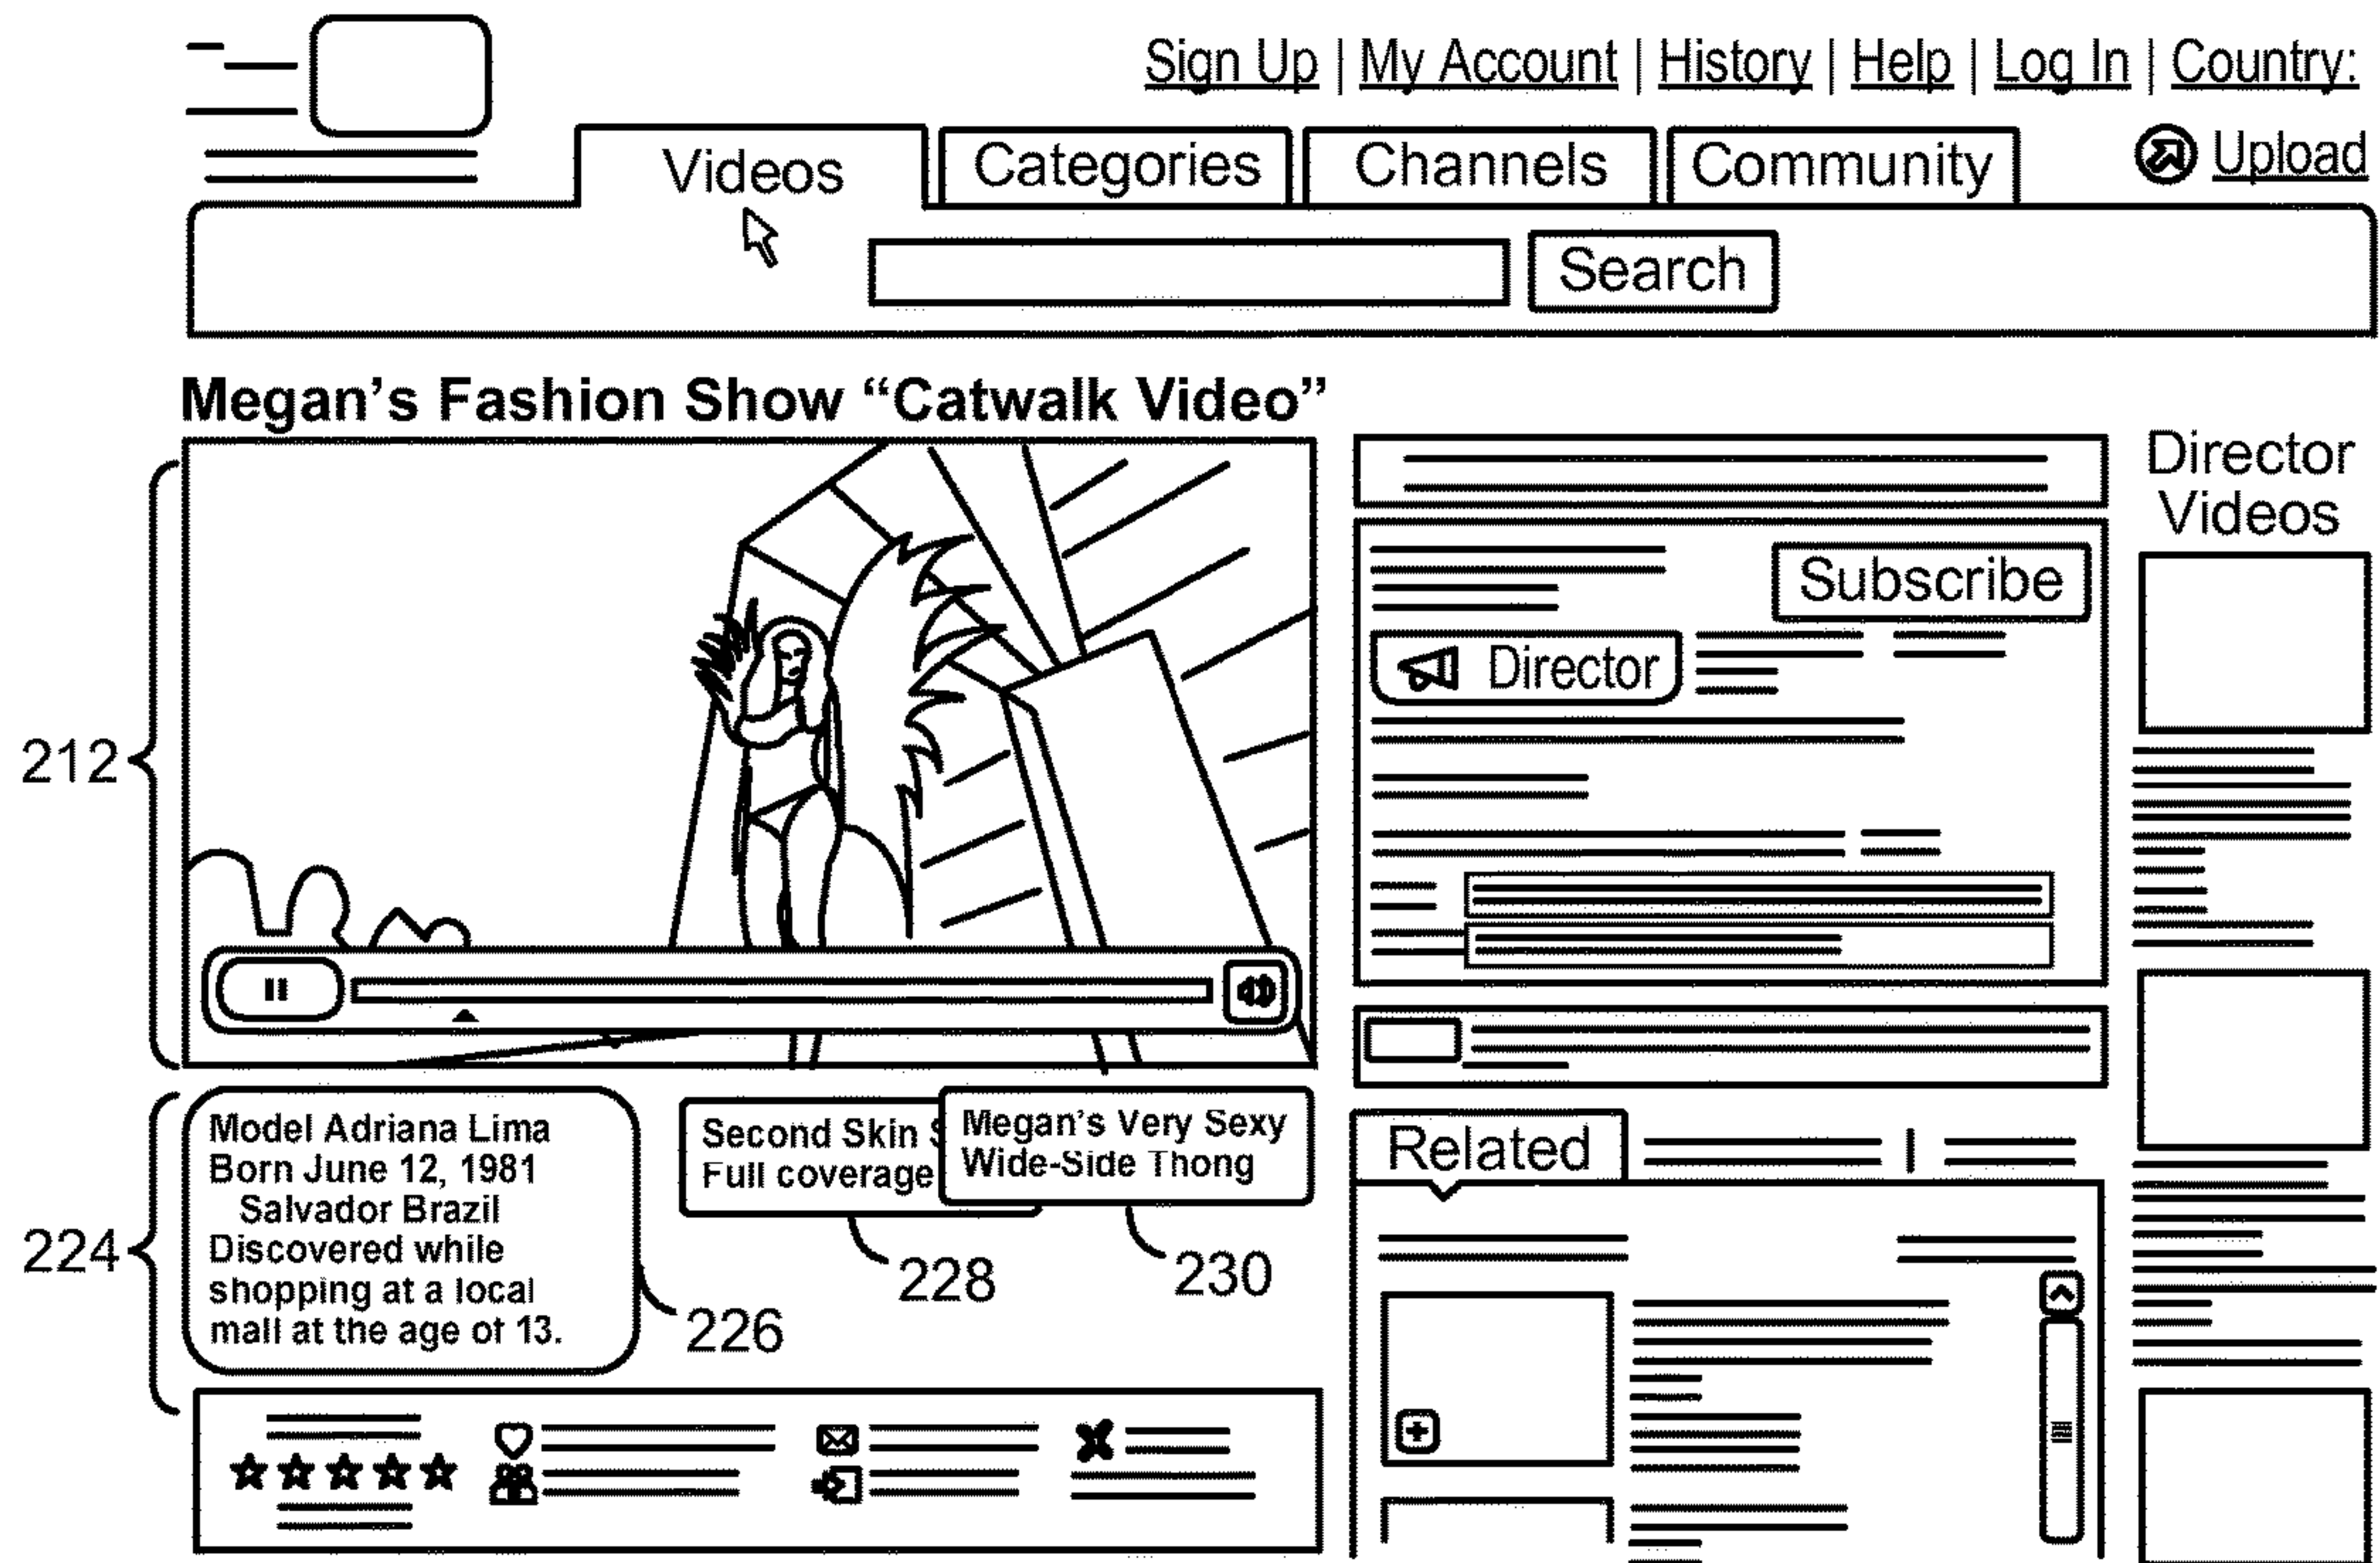 Sign Up | My Account | History | Help | Log In | Country:
Videos
Categories
Channels
Community
Upload
Search
Megan's Fashion Show “Catwalk Video”
Director
Videos
Subscribe
Director
212
Model Adriana Lima
Born June 12, 1981
Salvador Brazil
Discovered while
shopping at a local
mall at the age of 13.
Second Skin
Full coverage
Megan's Very Sexy
Wide-Side Thong
224
226
228
230
Related